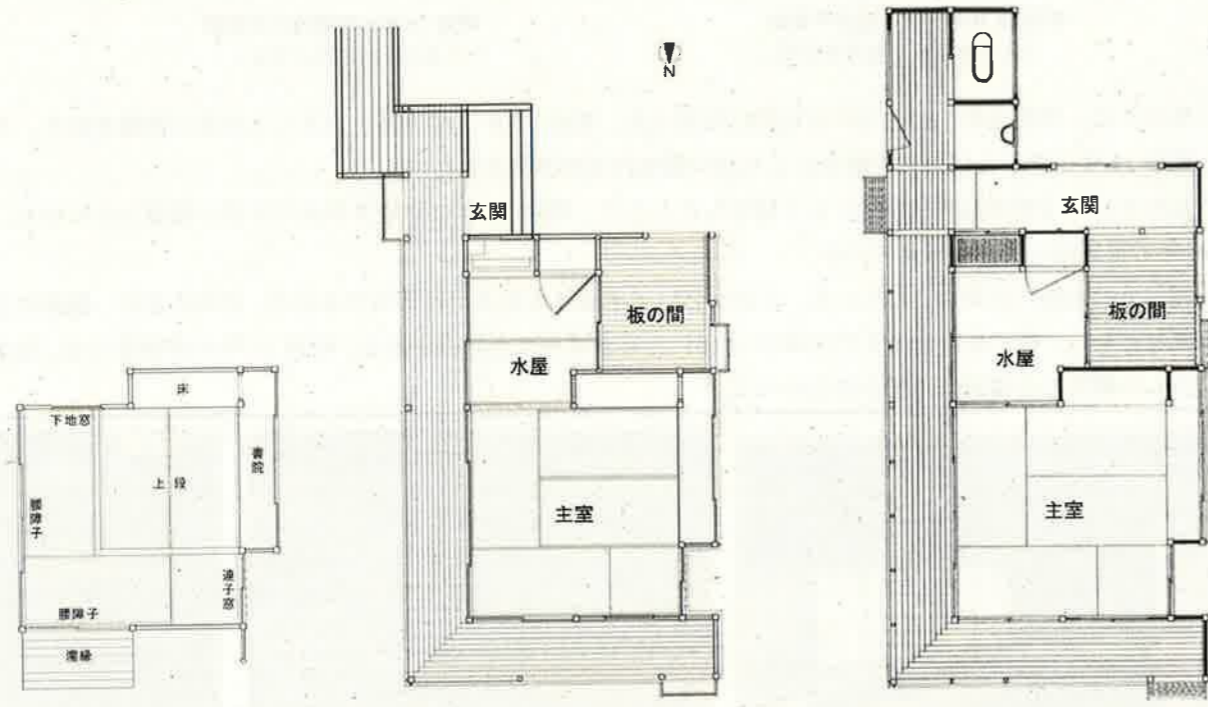 N
床
下地窓
書院
上段
腰障子
連子窓
腰障子
濡縁
玄関
板の間
水屋
主室
玄関
板の間
水屋
主室